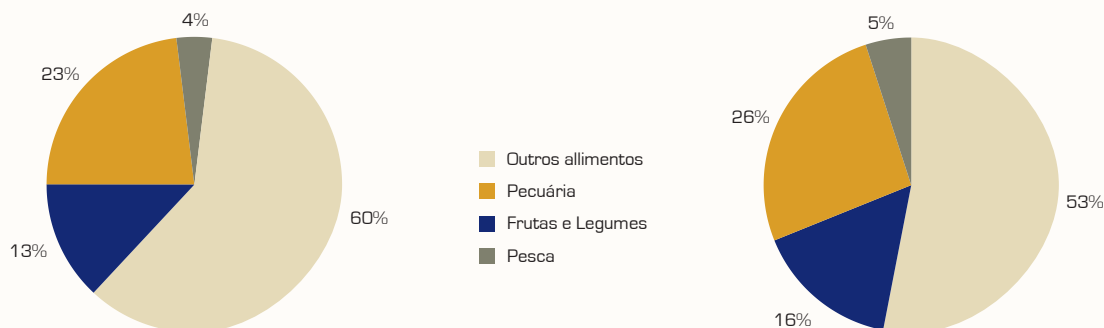 4%
23%
60%
13%
Outros allimentos
Pecuária
Frutas e Legumes
Pesca
5%
26%
53%
16%